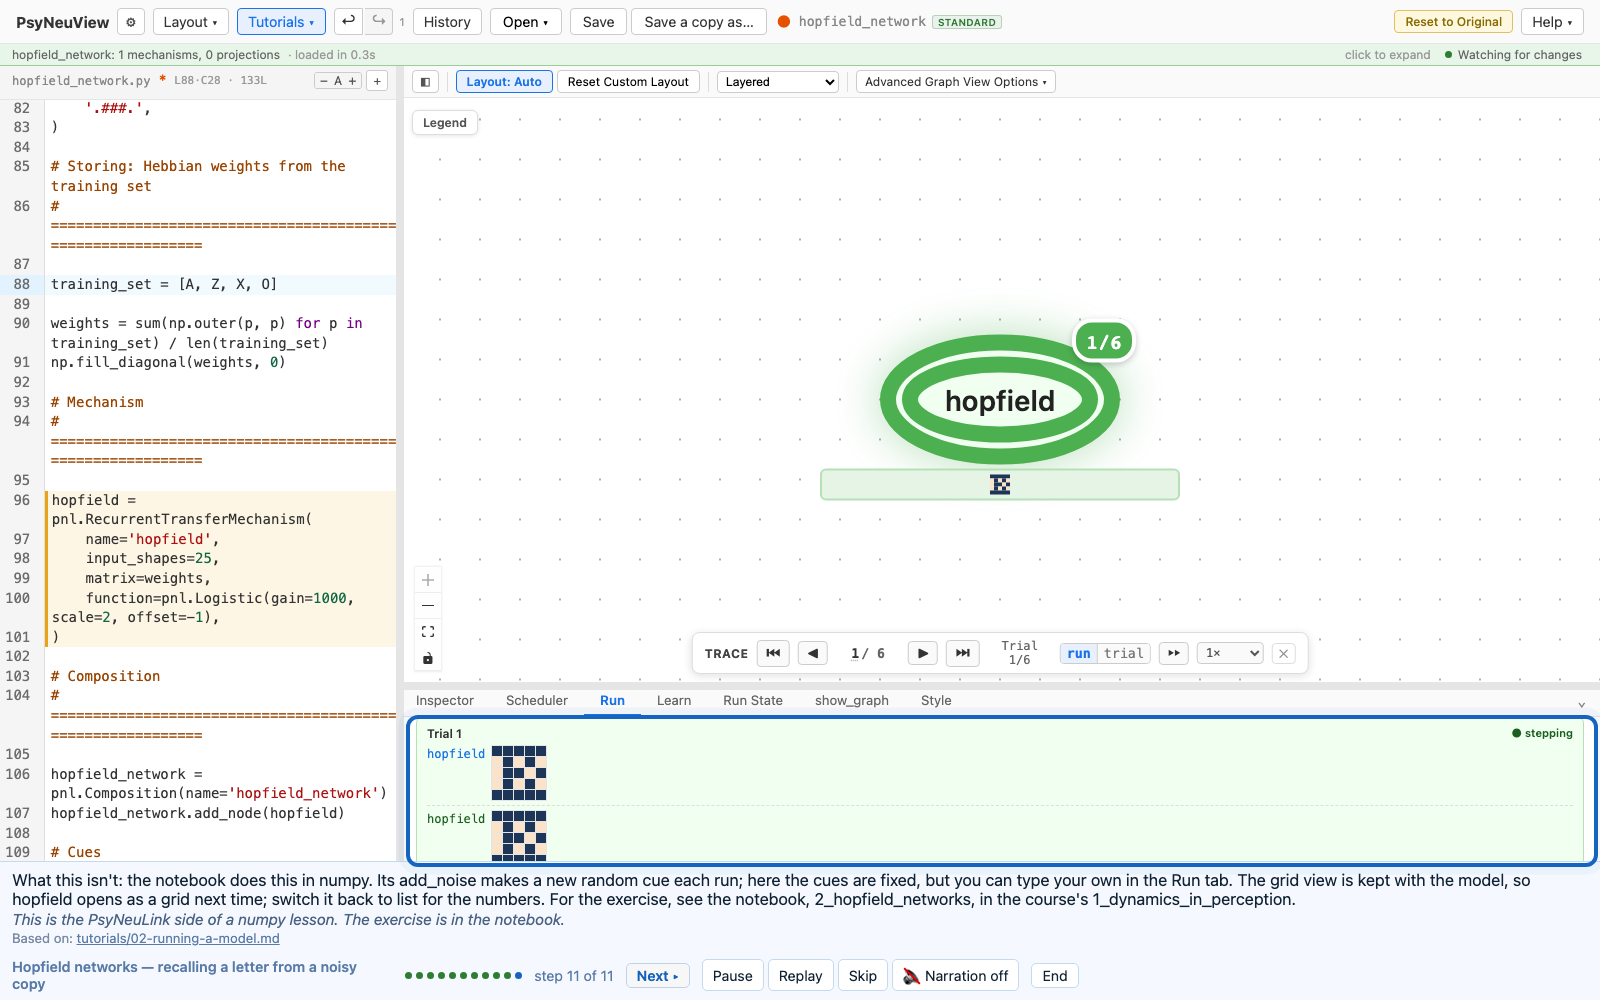 PsyNeuView ⚙ Layout ▾ Tutorials ▾ ↩ ↪ 1 History Open ▾ Save Save a copy as... hopfield_network STANDARD Reset to Original Help ▾
hopfield_network: 1 mechanisms, 0 projections · loaded in 0.3s click to expand Watching for changes
hopfield_network.py * L88·C28 · 133L − A + +
Layout: Auto Reset Custom Layout Layered Advanced Graph View Options ▾
Legend
82 '.###.',
83 )
84
85 # Storing: Hebbian weights from the
training set
86 #
=========================================
==================
87
88 training_set = [A, Z, X, O]
89
90 weights = sum(np.outer(p, p) for p in
training_set) / len(training_set)
91 np.fill_diagonal(weights, 0)
92
93 # Mechanism
94 #
=========================================
==================
95
96 hopfield =
pnl.RecurrentTransferMechanism(
97 name='hopfield',
98 input_shapes=25,
99 matrix=weights,
100 function=pnl.Logistic(gain=1000,
scale=2, offset=-1),
101 )
102
103 # Composition
104 #
=========================================
==================
105
106 hopfield_network =
pnl.Composition(name='hopfield_network')
107 hopfield_network.add_node(hopfield)
108
109 # Cues
1/6
hopfield
TRACE 1 / 6 Trial 1/6 run trial 1×
Inspector Scheduler Run Learn Run State show_graph Style
Trial 1 stepping
hopfield
hopfield
What this isn't: the notebook does this in numpy. Its add_noise makes a new random cue each run; here the cues are fixed, but you can type your own in the Run tab. The grid view is kept with the model, so
hopfield opens as a grid next time; switch it back to list for the numbers. For the exercise, see the notebook, 2_hopfield_networks, in the course's 1_dynamics_in_perception.
This is the PsyNeuLink side of a numpy lesson. The exercise is in the notebook.
Based on: tutorials/02-running-a-model.md
Hopfield networks — recalling a letter from a noisy
copy
step 11 of 11 Next ▸ Pause Replay Skip Narration off End